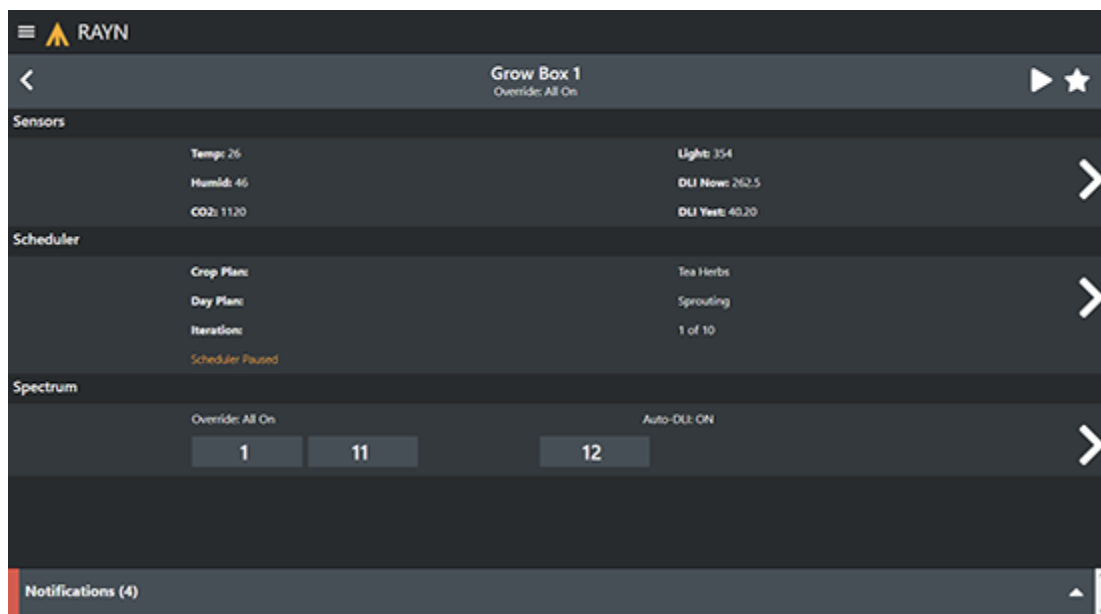 RAYN
Grow Box 1
Override: All On
Sensors
Temp: 26 Light: 354
Humid: 46 DLI Now: 262.5
CO2: 1120 DLI Yest: 40.20
Scheduler
Crop Plan: Tea Herbs
Day Plan: Sprouting
Iteration: 1 of 10
Scheduler Paused
Spectrum
Override: All On Auto-DLI: ON
1 11 12
Notifications (4)